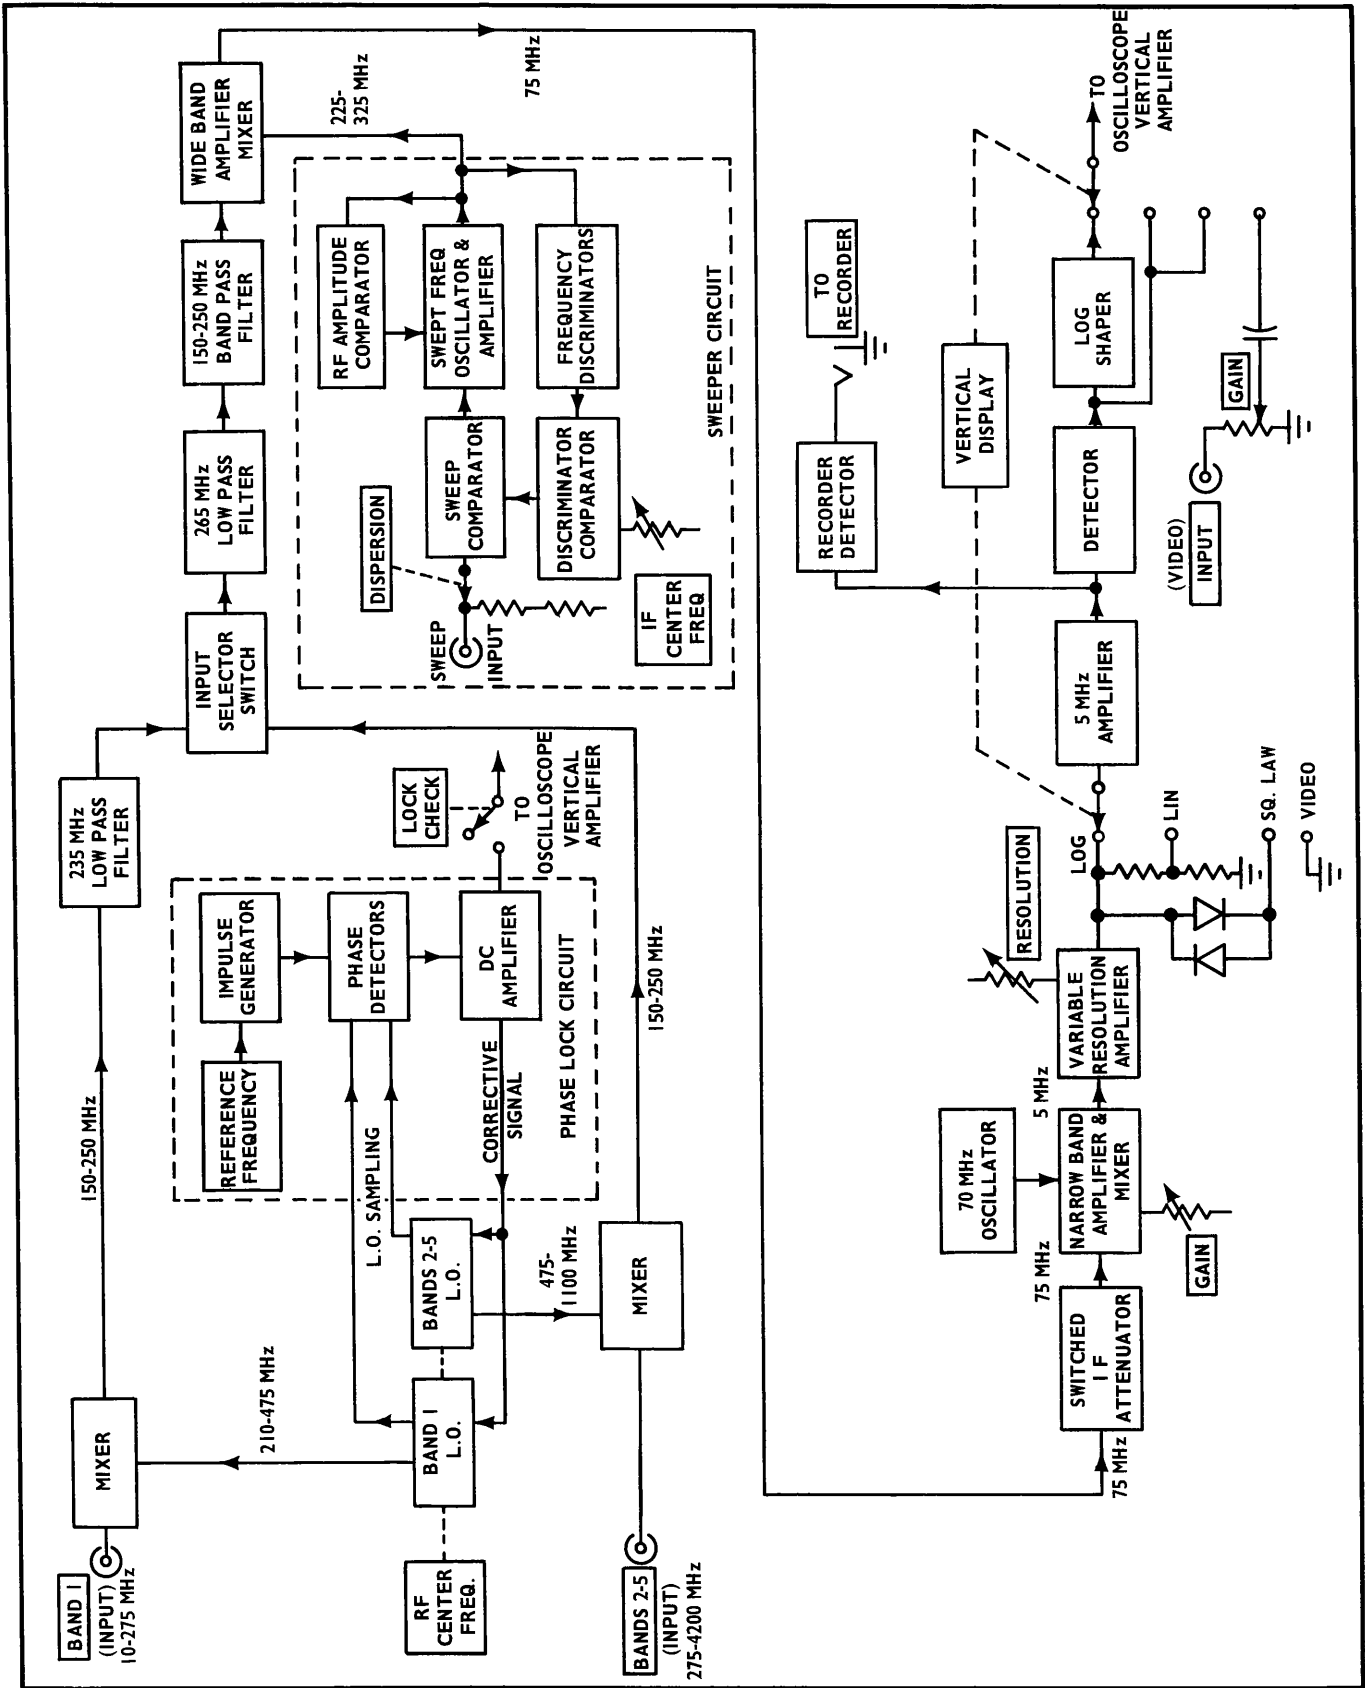 BAND 1
(INPUT)
10-275 MHz
MIXER
150-250 MHz
235 MHz
LOW PASS
FILTER
INPUT
SELECTOR
SWITCH
265 MHz
LOW PASS
FILTER
150-250 MHz
BAND PASS
FILTER
WIDE BAND
AMPLIFIER
MIXER
210-475 MHz
REFERENCE
FREQUENCY
IMPULSE
GENERATOR
PHASE
DETECTORS
DC
AMPLIFIER
L.O. SAMPLING
CORRECTIVE
SIGNAL
PHASE LOCK CIRCUIT
LOCK
CHECK
TO
OSCILLOSCOPE
VERTICAL
AMPLIFIER
RF
CENTER
FREQ.
BAND 1
L.O.
BANDS 2-5
L.O.
475-
1100 MHz
BANDS 2-5
(INPUT)
275-4200 MHz
MIXER
150-250 MHz
SWEEP
INPUT
DISPERSION
SWEEP
COMPARATOR
RF AMPLITUDE
COMPARATOR
SWEPT FREQ
OSCILLATOR &
AMPLIFIER
FREQUENCY
DISCRIMINATORS
DISCRIMINATOR
COMPARATOR
IF
CENTER
FREQ
SWEEPER CIRCUIT
225-
325 MHz
75 MHz
75 MHz
SWITCHED
IF
ATTENUATOR
75 MHz
70 MHz
OSCILLATOR
NARROW BAND
AMPLIFIER &
MIXER
GAIN
5 MHz
VARIABLE
RESOLUTION
AMPLIFIER
RESOLUTION
LOG
LIN
SQ. LAW
VIDEO
5 MHz
AMPLIFIER
RECORDER
DETECTOR
TO
RECORDER
VERTICAL
DISPLAY
DETECTOR
LOG
SHAPER
(VIDEO)
INPUT
GAIN
TO
OSCILLOSCOPE
VERTICAL
AMPLIFIER